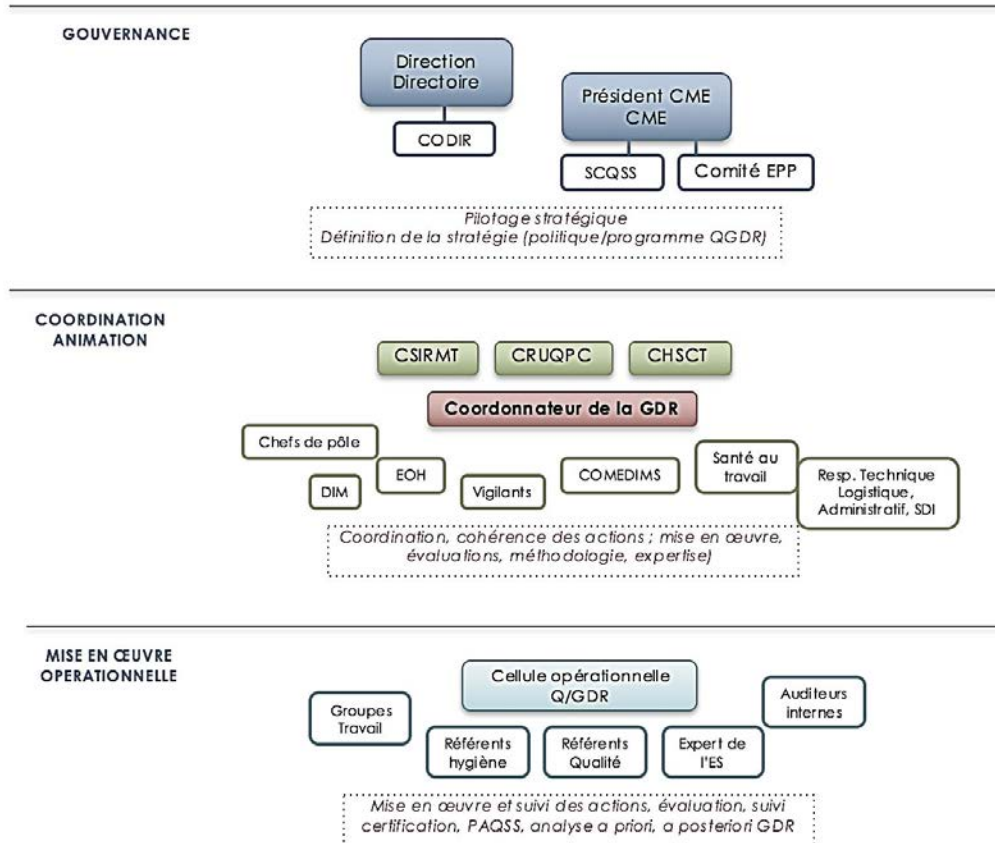 GOUVERNANCE
Direction
Directoire
CODIR
Président CME
CME
SCQSS
Comité EPP
Pilotage stratégique
Définition de la stratégie (politique/programme QGDR)
COORDINATION
ANIMATION
CSIRMT
CRUQPC
CHSCT
Coordonnateur de la GDR
Chefs de pôle
DIM
EOH
Vigilants
COMEDIMS
Santé au
travail
Resp. Technique
Logistique,
Administratif, SDI
Coordination, cohérence des actions ; mise en œuvre,
évaluations, méthodologie, expertise)
MISE EN ŒUVRE
OPERATIONNELLE
Cellule opérationnelle
Q/GDR
Groupes
Travail
Référents
hygiène
Référents
Qualité
Expert de
l'ES
Auditeurs
internes
Mise en œuvre et suivi des actions, évaluation, suivi
certification, PAQSS, analyse a priori, a posteriori GDR